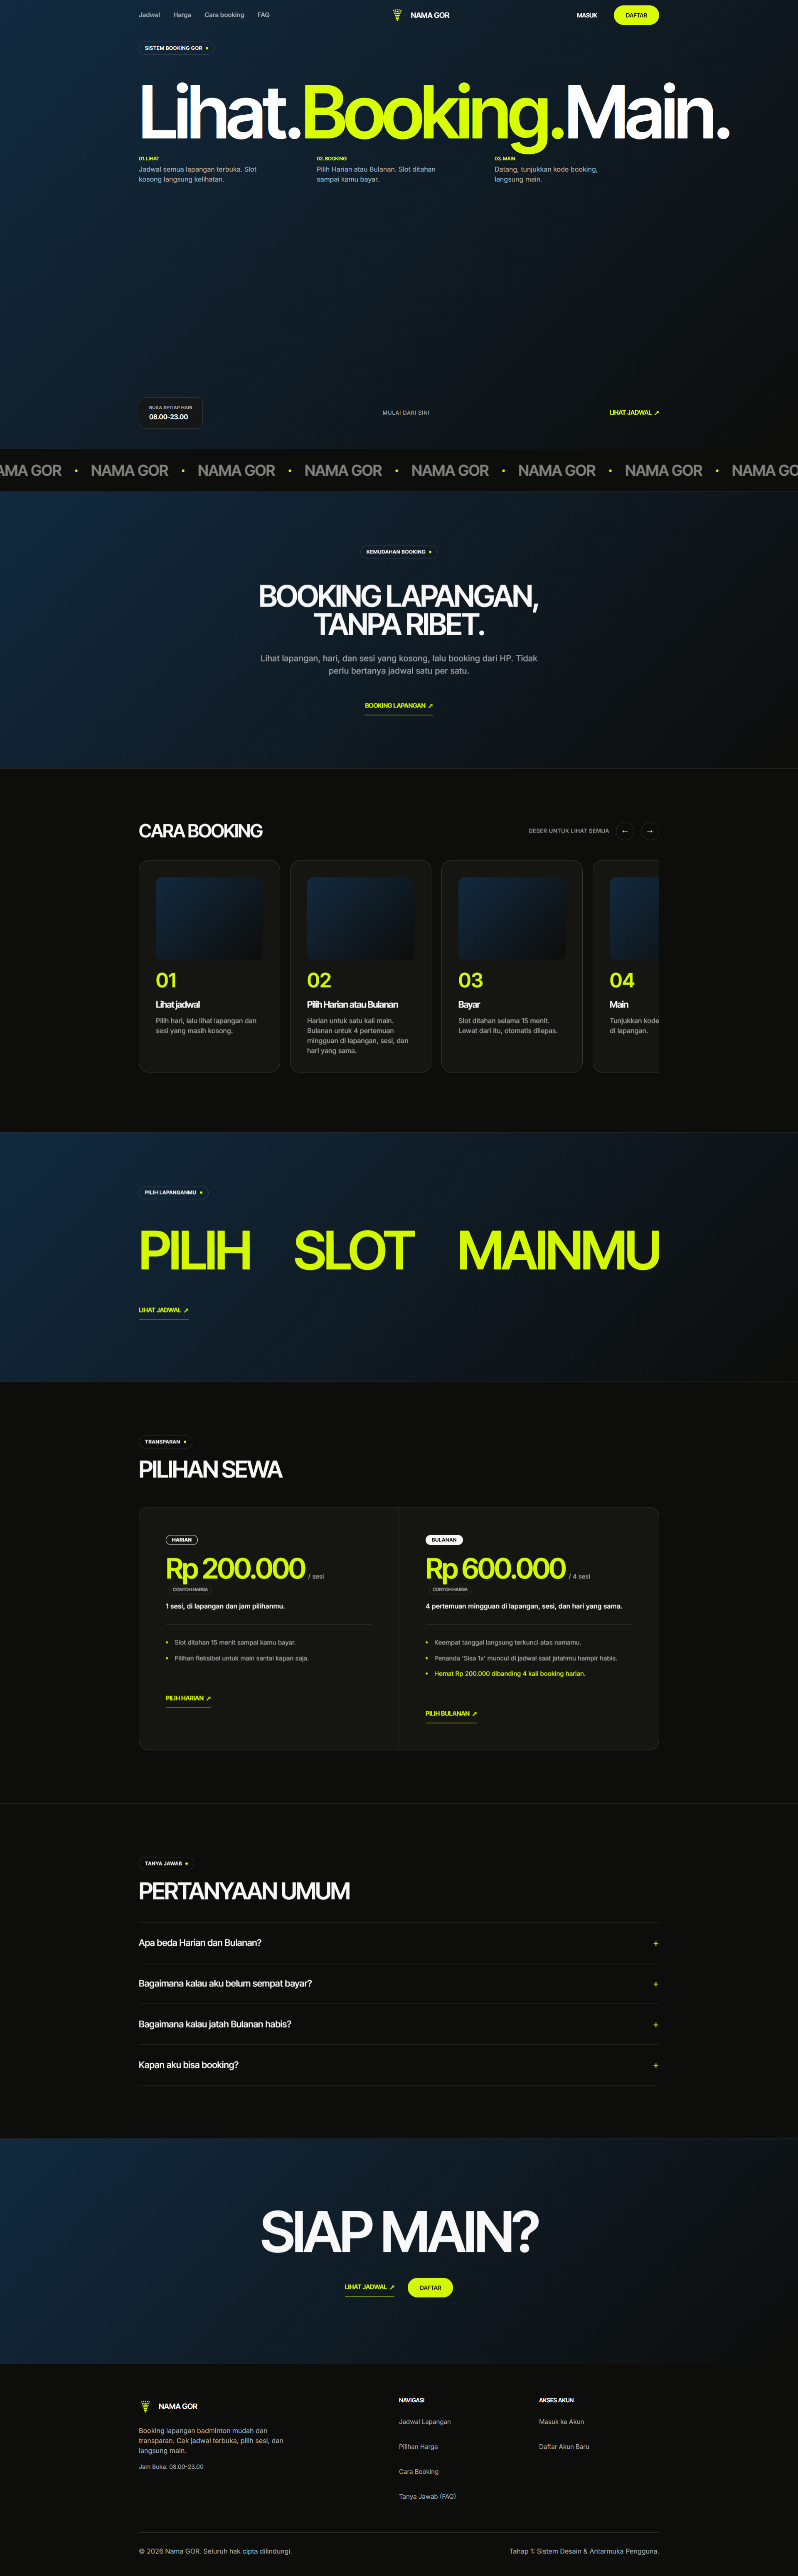 Jadwal Harga Cara booking FAQ NAMA GOR MASUK DAFTAR
SISTEM BOOKING GOR
Lihat.Booking.Main.
01. LIHAT
Jadwal semua lapangan terbuka. Slot
kosong langsung kelihatan.
02. BOOKING
Pilih Harian atau Bulanan. Slot ditahan
sampai kamu bayar.
03. MAIN
Datang, tunjukkan kode booking,
langsung main.
BUKA SETIAP HARI
08.00-23.00
MULAI DARI SINI
LIHAT JADWAL ↗
AMA GOR • NAMA GOR • NAMA GOR • NAMA GOR • NAMA GOR • NAMA GOR • NAMA GOR • NAMA GO
KEMUDAHAN BOOKING
BOOKING LAPANGAN,
TANPA RIBET.
Lihat lapangan, hari, dan sesi yang kosong, lalu booking dari HP. Tidak
perlu bertanya jadwal satu per satu.
BOOKING LAPANGAN ↗
CARA BOOKING
GESER UNTUK LIHAT SEMUA ← →
01
Lihat jadwal
Pilih hari, lalu lihat lapangan dan
sesi yang masih kosong.
02
Pilih Harian atau Bulanan
Harian untuk satu kali main.
Bulanan untuk 4 pertemuan
mingguan di lapangan, sesi, dan
hari yang sama.
03
Bayar
Slot ditahan selama 15 menit.
Lewat dari itu, otomatis dilepas.
04
Main
Tunjukkan kode
di lapangan.
PILIH LAPANGANMU
PILIH SLOT MAINMU
LIHAT JADWAL ↗
TRANSPARAN
PILIHAN SEWA
HARIAN
Rp 200.000 / sesi
CONTOH HARGA
1 sesi, di lapangan dan jam pilihanmu.
• Slot ditahan 15 menit sampai kamu bayar.
• Pilihan fleksibel untuk main santai kapan saja.
PILIH HARIAN ↗
BULANAN
Rp 600.000 / 4 sesi
CONTOH HARGA
4 pertemuan mingguan di lapangan, sesi, dan hari yang sama.
• Keempat tanggal langsung terkunci atas namamu.
• Penanda 'Sisa 1x' muncul di jadwal saat jatahmu hampir habis.
• Hemat Rp 200.000 dibanding 4 kali booking harian.
PILIH BULANAN ↗
TANYA JAWAB
PERTANYAAN UMUM
Apa beda Harian dan Bulanan? +
Bagaimana kalau aku belum sempat bayar? +
Bagaimana kalau jatah Bulanan habis? +
Kapan aku bisa booking? +
SIAP MAIN?
LIHAT JADWAL ↗ DAFTAR
NAMA GOR
Booking lapangan badminton mudah dan
transparan. Cek jadwal terbuka, pilih sesi, dan
langsung main.
Jam Buka: 08.00-23.00
NAVIGASI
Jadwal Lapangan
Pilihan Harga
Cara Booking
Tanya Jawab (FAQ)
AKSES AKUN
Masuk ke Akun
Daftar Akun Baru
© 2026 Nama GOR. Seluruh hak cipta dilindungi.
Tahap 1: Sistem Desain & Antarmuka Pengguna.